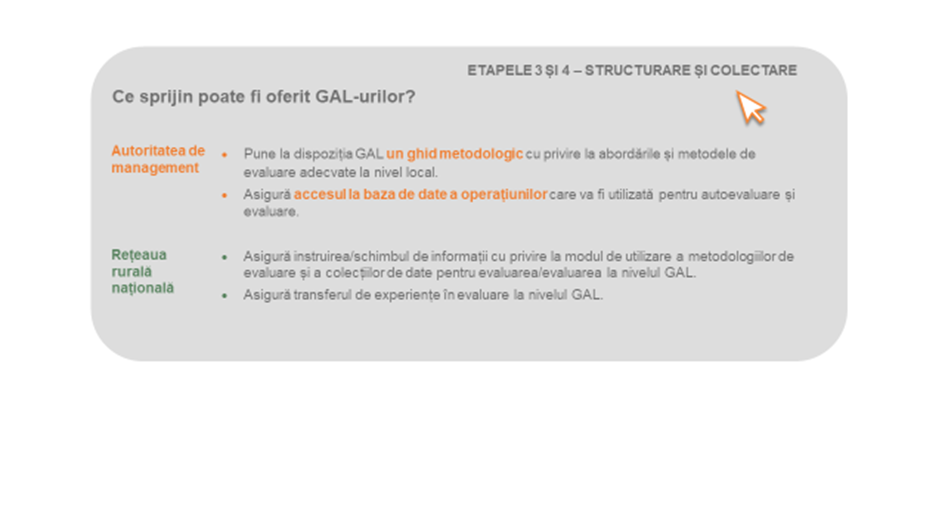 ETAPELE 3 ȘI 4 – STRUCTURARE ȘI COLECTARE
Ce sprijin poate fi oferit GAL-urilor?
Autoritatea de
management
• Pune la dispoziția GAL un ghid metodologic cu privire la abordările și metodele de
evaluare adecvate la nivel local.
• Asigură accesul la baza de date a operațiunilor care va fi utilizată pentru autoevaluare și
evaluare.
Rețeaua
rurală
națională
• Asigură instruirea/schimbul de informații cu privire la modul de utilizare a metodologiilor de
evaluare și a colecțiilor de date pentru evaluarea/evaluarea la nivelul GAL.
• Asigură transferul de experiențe în evaluare la nivelul GAL.